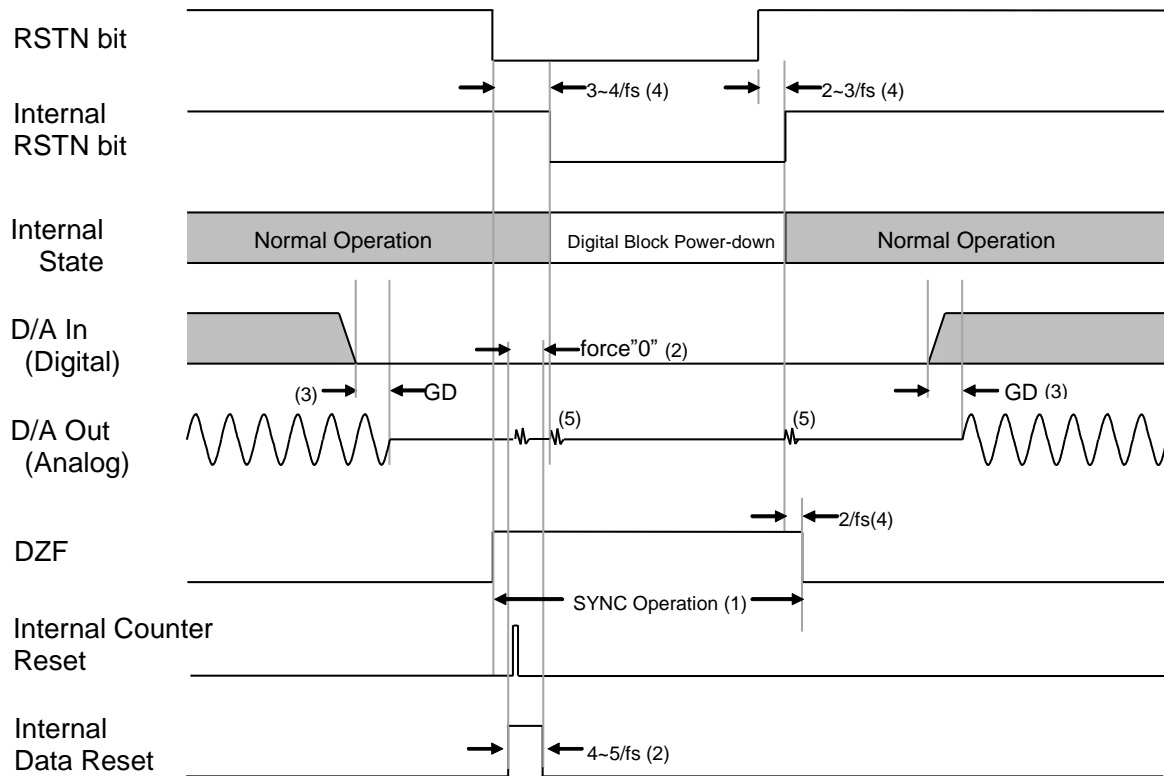 RSTN bit
3~4/fs (4)
2~3/fs (4)
Internal
RSTN bit
Internal
State
Normal Operation
Digital Block Power-down
Normal Operation
D/A In
(Digital)
force”0” (2)
(3)
GD
GD (3)
D/A Out
(Analog)
(5)
(5)
2/fs(4)
DZF
SYNC Operation (1)
Internal Counter
Reset
Internal
Data Reset
4~5/fs (2)